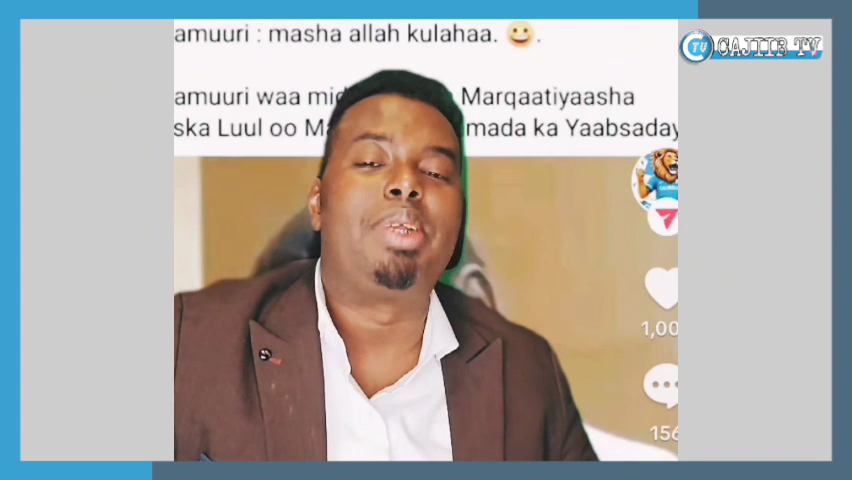 amuuri : masha allah kulahaa. 😀.
CAJIIB TV
amuuri waa mid Marqaatiyaasha
ska Luul oo Ma mada ka Yaabsaday
1,00
156